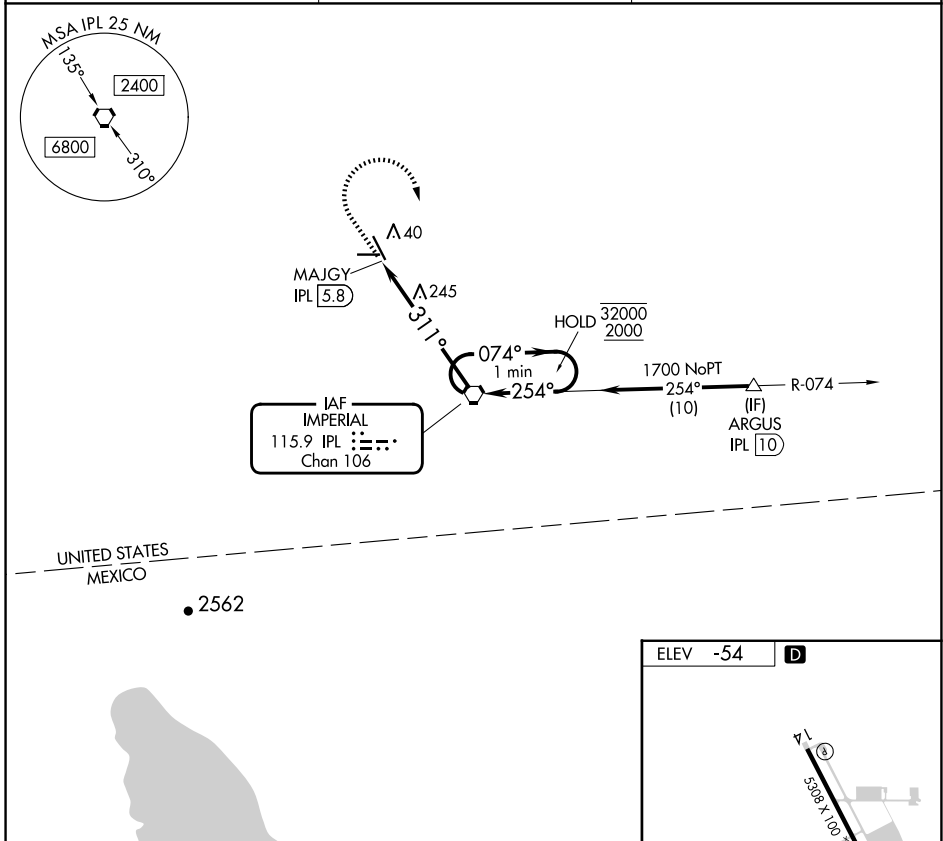 MSA IPL 25 NM
135°
2400
6800
310°
40
MAJGY
IPL 5.8
245
311°
HOLD 32000
2000
074°
1 min
254°
1700 NoPT
254°
(10)
R-074
(IF)
ARGUS
IPL 10
IAF
IMPERIAL
115.9 IPL
Chan 106
UNITED STATES
MEXICO
2562
ELEV -54 D
14
P
5308 X 100